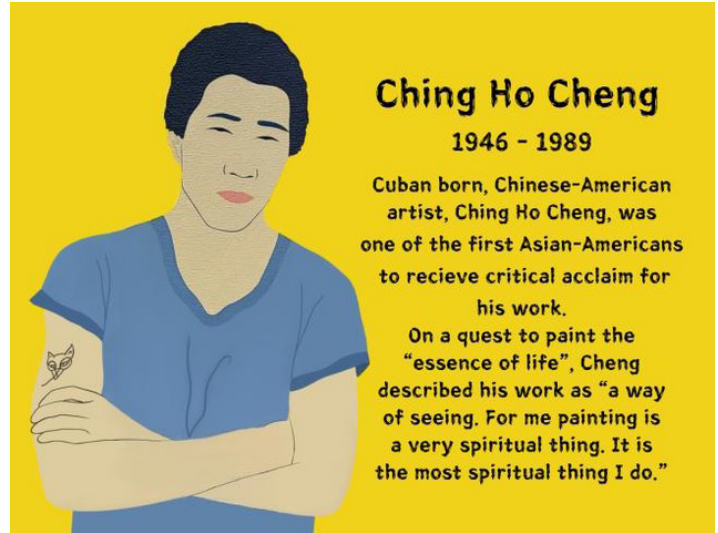 Ching Ho Cheng
1946 - 1989
Cuban born, Chinese-American
artist, Ching Ho Cheng, was
one of the first Asian-Americans
to recieve critical acclaim for
his work.
On a quest to paint the
“essence of life”, Cheng
described his work as “a way
of seeing. For me painting is
a very spiritual thing. It is
the most spiritual thing I do.”